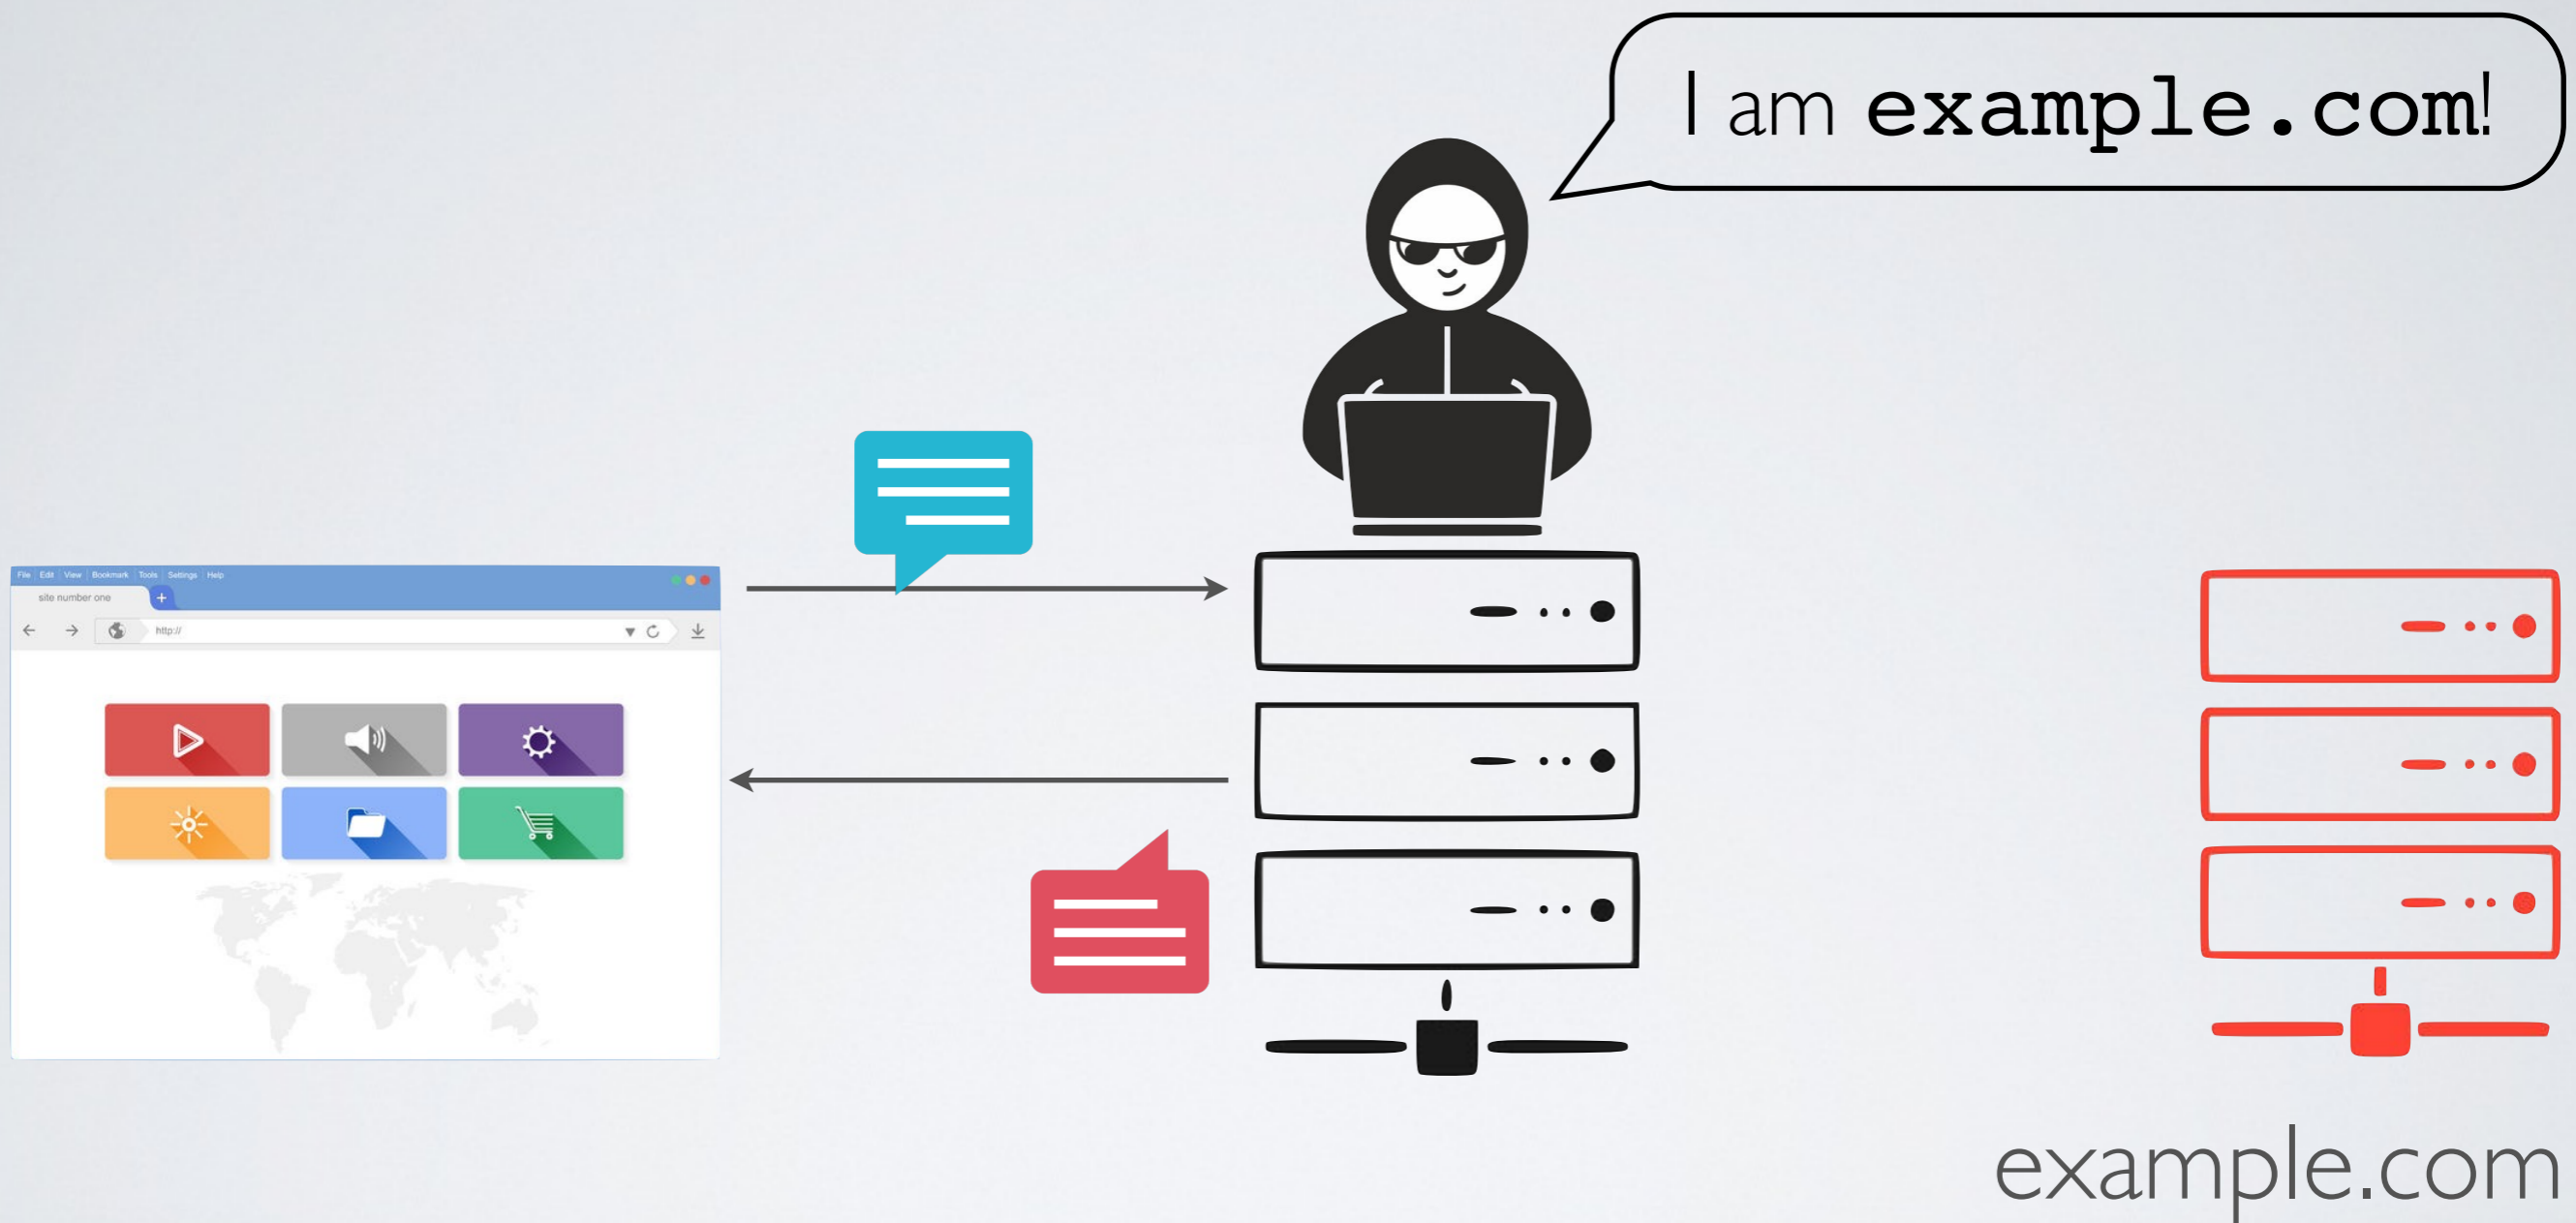 I am example.com!
File Edit View Bookmark Tools Settings Help
site number one +
http://
example.com